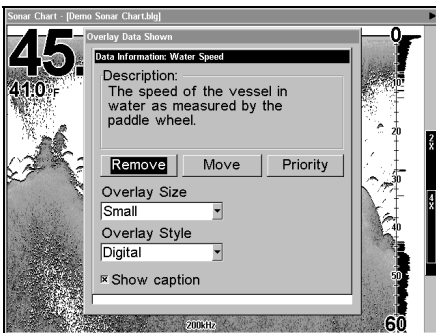 Sonar Chart - [Demo Sonar Chart.blg]
Overlay Data Shown
Data Information: Water Speed
Description:
The speed of the vessel in
water as measured by the
paddle wheel.
Remove Move Priority
Overlay Size
Small
Overlay Style
Digital
Show caption
45.
41.0 °F
0
10
20
30
40
50
60
2X
4X
200kHz